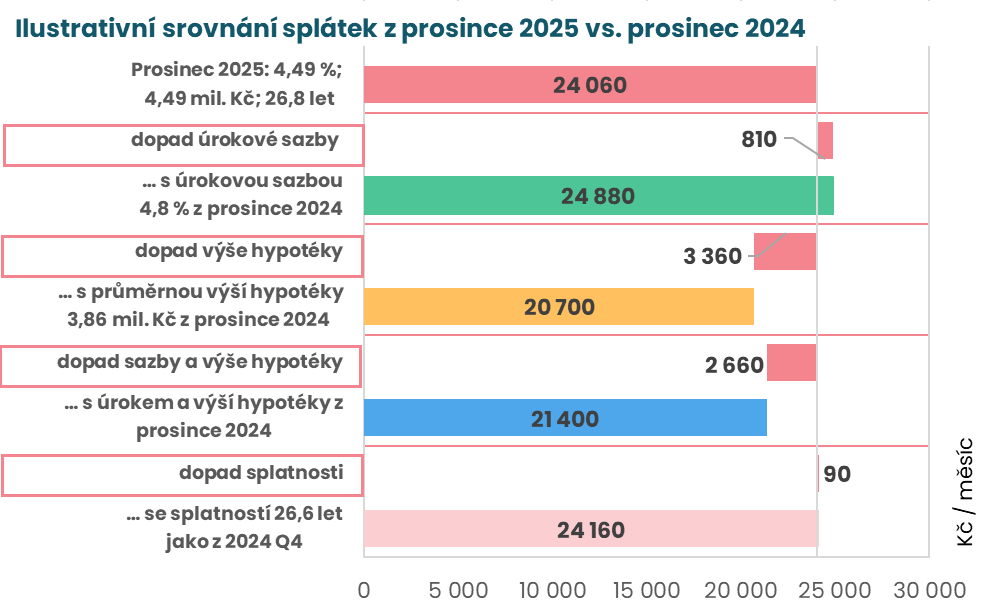 Ilustrativní srovnání splátek z prosince 2025 vs. prosinec 2024
Prosinec 2025: 4,49 %;
4,49 mil. Kč; 26,8 let
24 060
dopad úrokové sazby
810
... s úrokovou sazbou
4,8 % z prosince 2024
24 880
dopad výše hypotéky
3 360
... s průměrnou výší hypotéky
3,86 mil. Kč z prosince 2024
20 700
dopad sazby a výše hypotéky
2 660
... s úrokem a výší hypotéky z
prosince 2024
21 400
dopad splatnosti
90
... se splatností 26,6 let
jako z 2024 Q4
24 160
Kč / měsíc
0 5 000 10 000 15 000 20 000 25 000 30 000